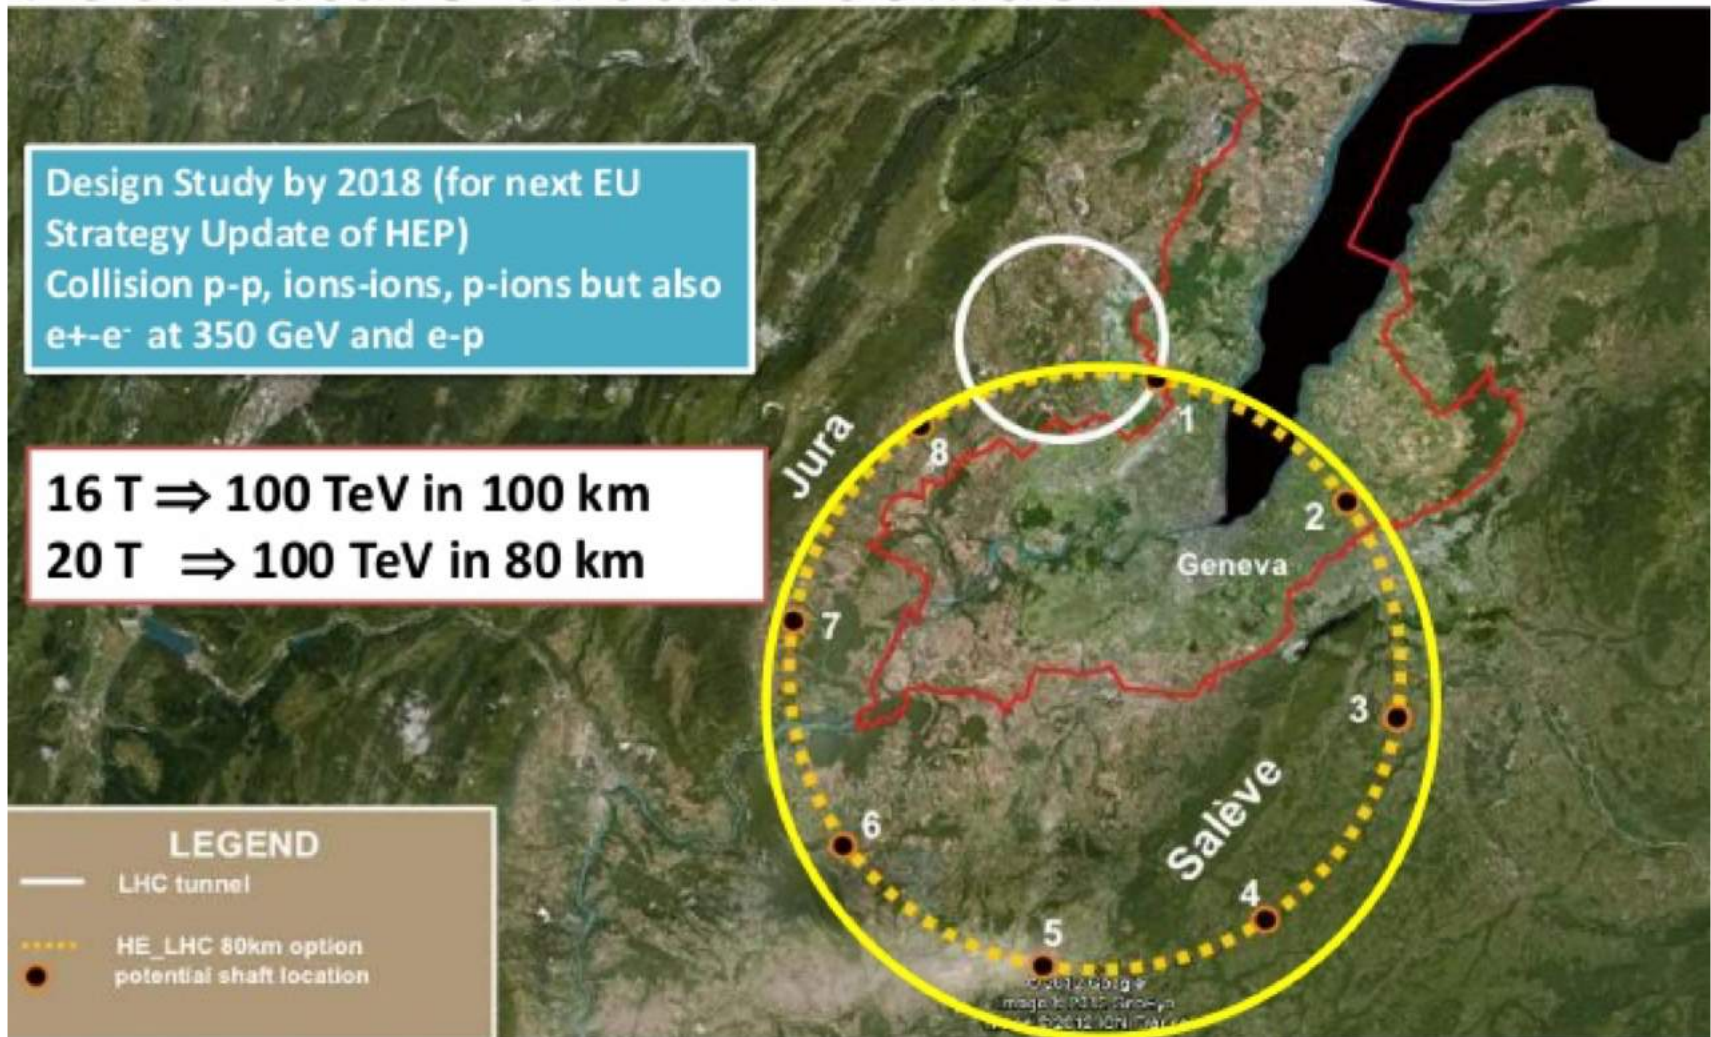 Design Study by 2018 (for next EU
Strategy Update of HEP)
Collision p-p, ions-ions, p-ions but also
e+-e- at 350 GeV and e-p
16 T ⇒ 100 TeV in 100 km
20 T ⇒ 100 TeV in 80 km
Jura
8
1
2
Geneva
7
3
Salève
6
4
5
LEGEND
LHC tunnel
HE_LHC 80km option
potential shaft location
© 2012 Google